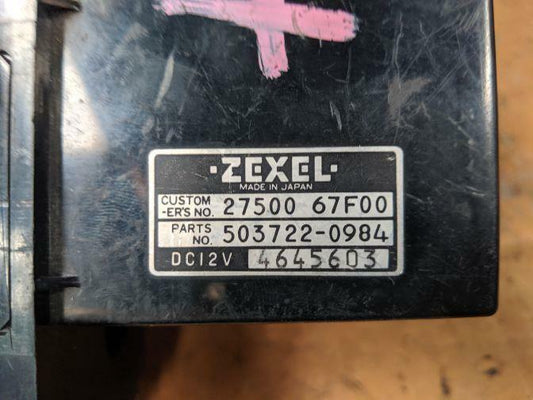 ·ZEXEL·
MADE IN JAPAN
CUSTOM
-ER'S NO. 27500 67F00
PARTS
NO. 503722-0984
DC12V 4645603